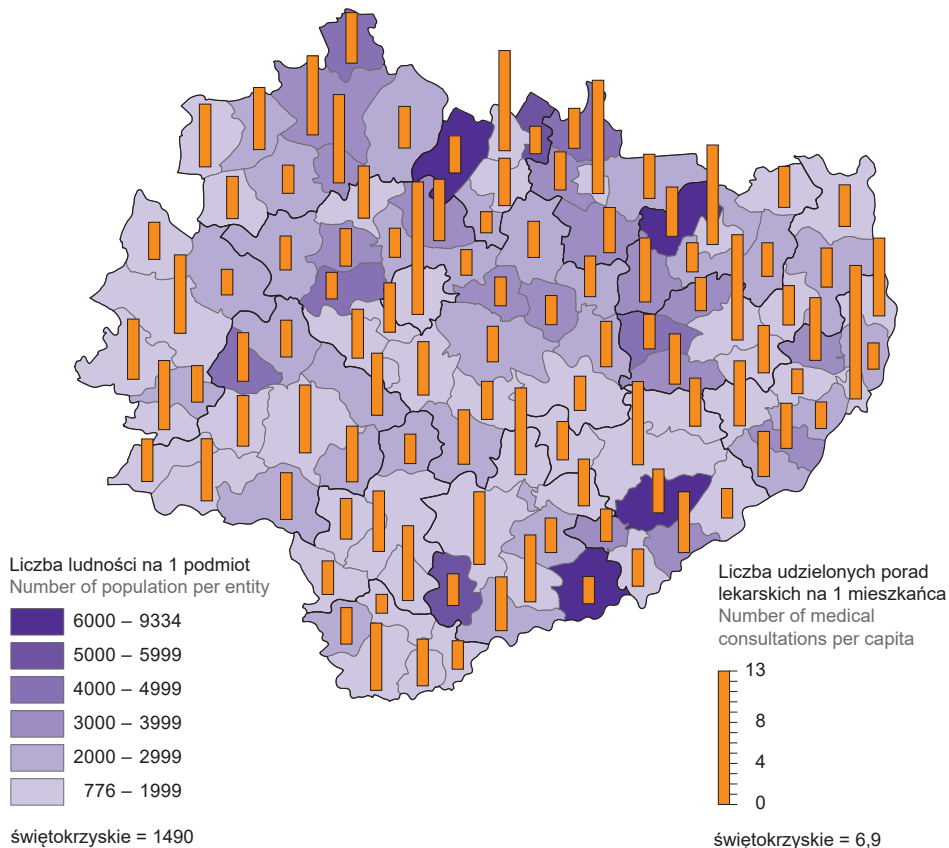 Liczba ludności na 1 podmiot
Number of population per entity
6000 – 9334
5000 – 5999
4000 – 4999
3000 – 3999
2000 – 2999
776 – 1999
świętokrzyskie = 1490
Liczba udzielonych porad
lekarskich na 1 mieszkańca
Number of medical
consultations per capita
13
8
4
0
świętokrzyskie = 6,9